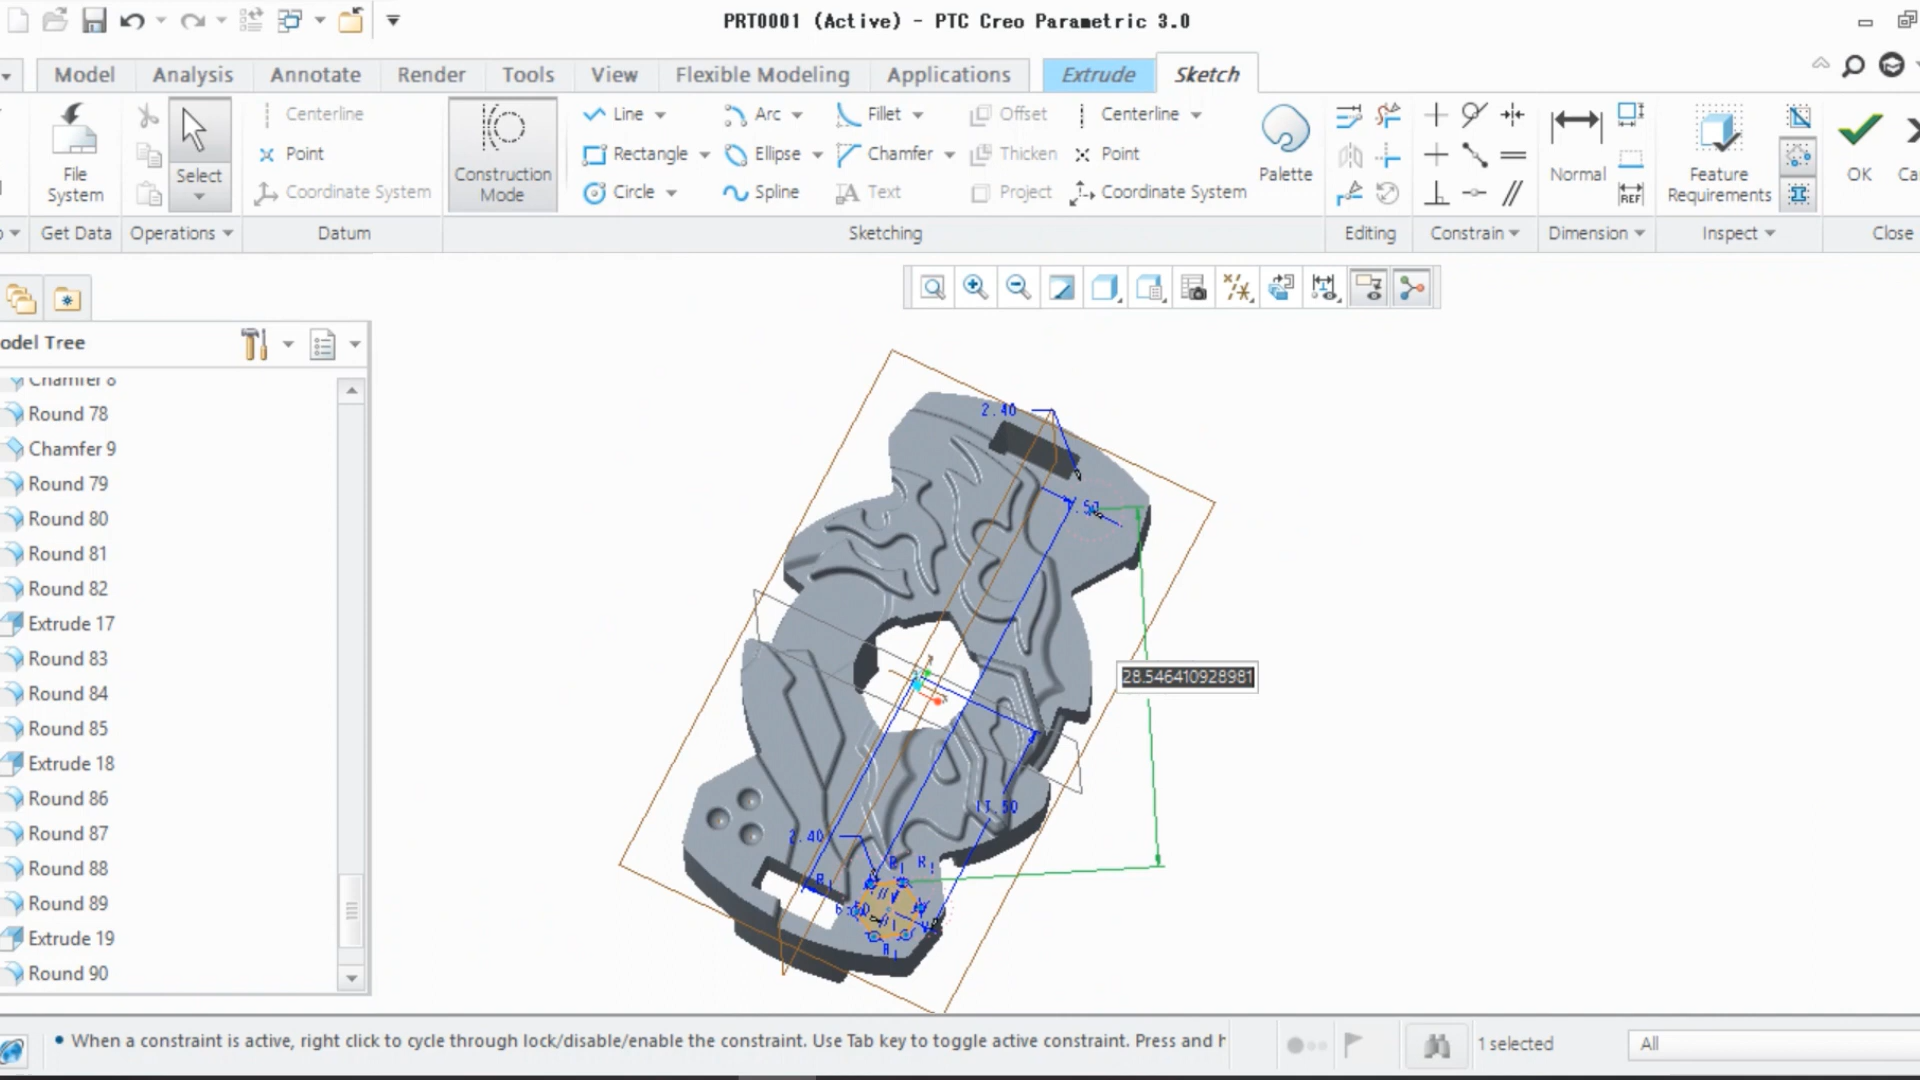 PRT0001 (Active) - PTC Creo Parametric 3.0
Model
Analysis
Annotate
Render
Tools
View
Flexible Modeling
Applications
Extrude
Sketch
File System
Get Data
Select
Operations
Centerline
Point
Coordinate System
Datum
Construction Mode
Line
Arc
Fillet
Offset
Centerline
Rectangle
Ellipse
Chamfer
Thicken
Point
Circle
Spline
Text
Project
Coordinate System
Palette
Sketching
Editing
Constrain
Normal
REF
Dimension
Feature Requirements
Inspect
OK
Ca
Close
odel Tree
Chamfer 8
Round 78
Chamfer 9
Round 79
Round 80
Round 81
Round 82
Extrude 17
Round 83
Round 84
Round 85
Extrude 18
Round 86
Round 87
Round 88
Round 89
Extrude 19
Round 90
2.40
28.546410928981
2.40
R
R
R
R
When a constraint is active, right click to cycle through lock/disable/enable the constraint. Use Tab key to toggle active constraint. Press and h
1 selected
All